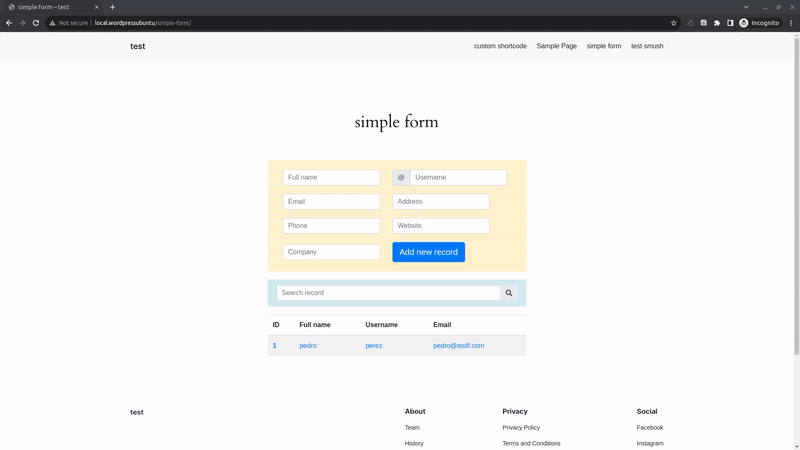 simple form – test
Not secure | local.wordpressubuntu/simple-form/
Incognito
test
custom shortcode Sample Page simple form test smush
simple form
Full name @ Username
Email Address
Phone Website
Company Add new record
Search record
ID Full name Username Email
1 pedro perez pedro@asdf.com
test About Privacy Social
Team Privacy Policy Facebook
History Terms and Conditions Instagram